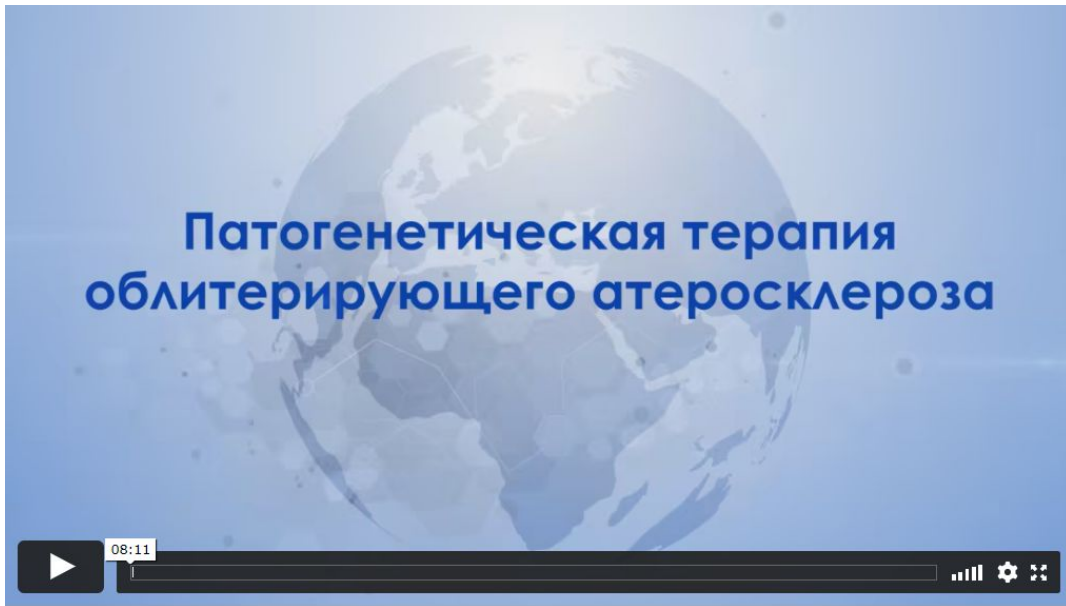 Патогенетическая терапия
облитерирующего атеросклероза
08:11